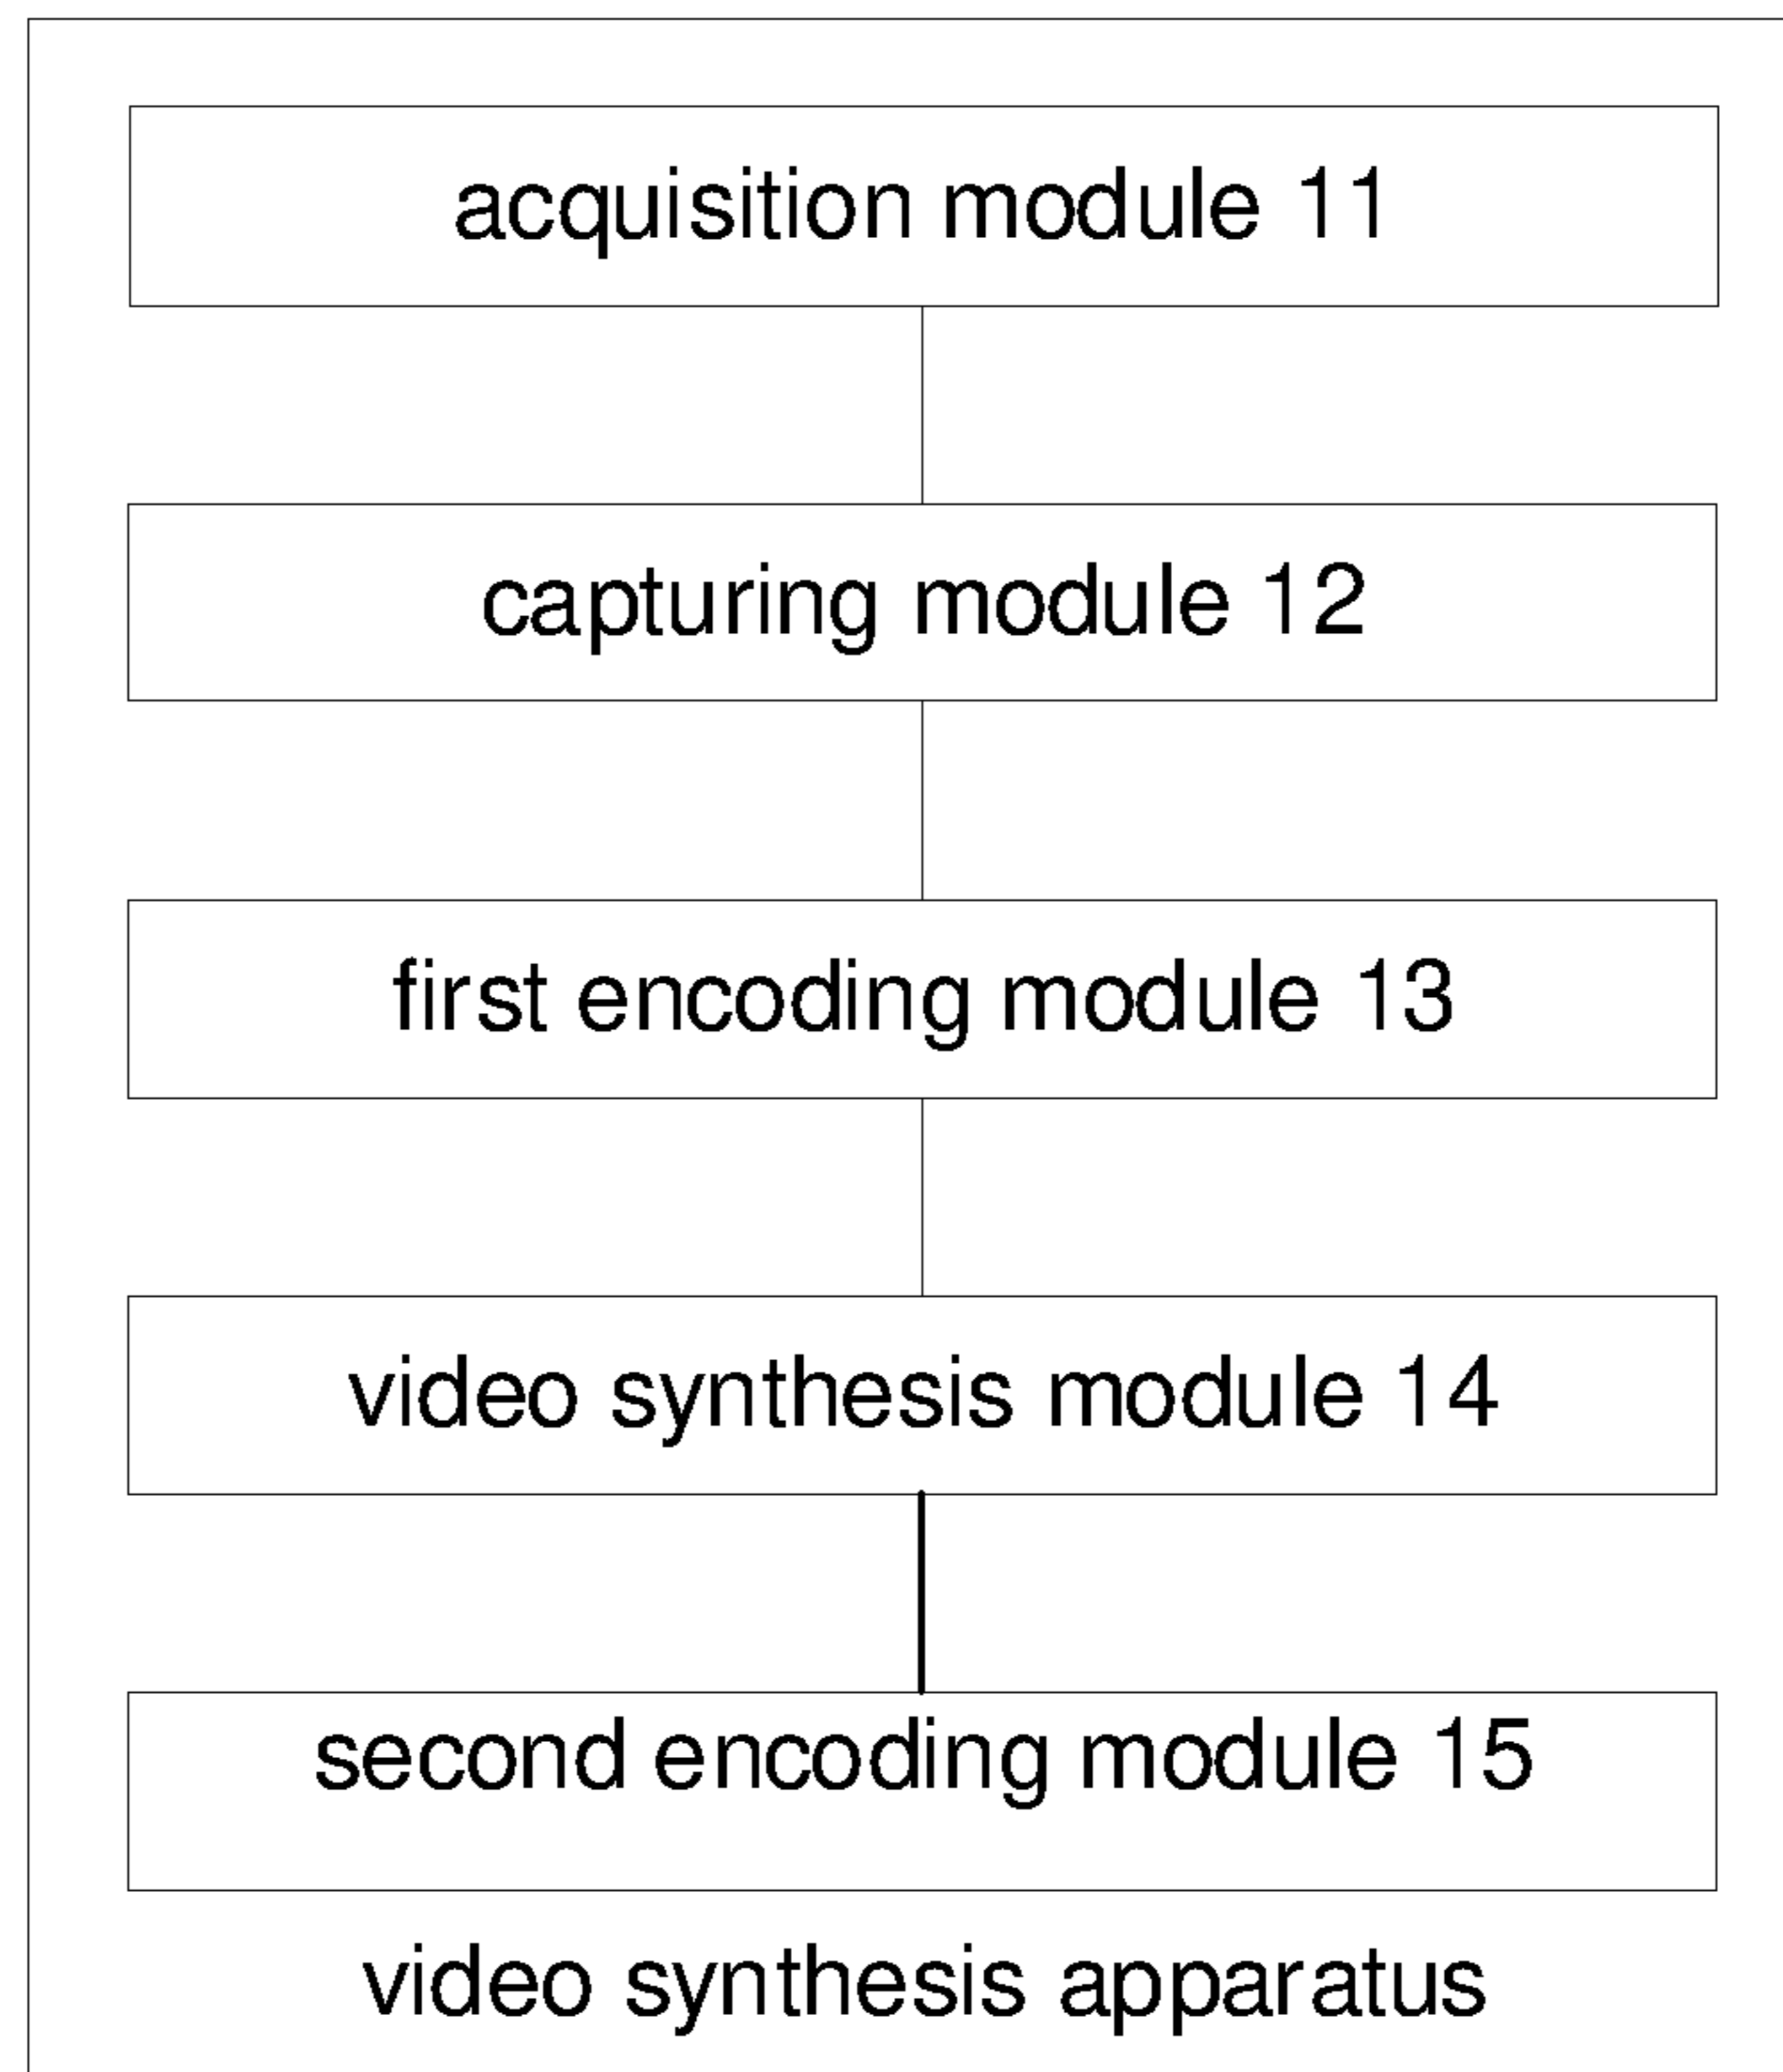 acquisition module 11
capturing module 12
first encoding module 13
video synthesis module 14
second encoding module 15
video synthesis apparatus